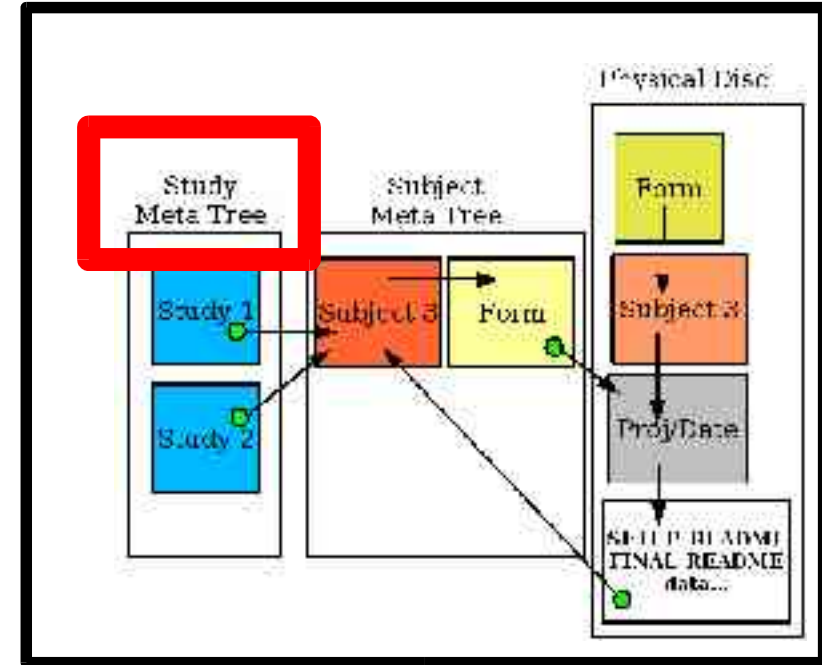 Physical Disc
Study
Meta Tree
Subject
Meta Tree
Form
Study 1
Subject 3
Form
Subject 3
Study 2
Proj/Date
README
FINAL README
data...